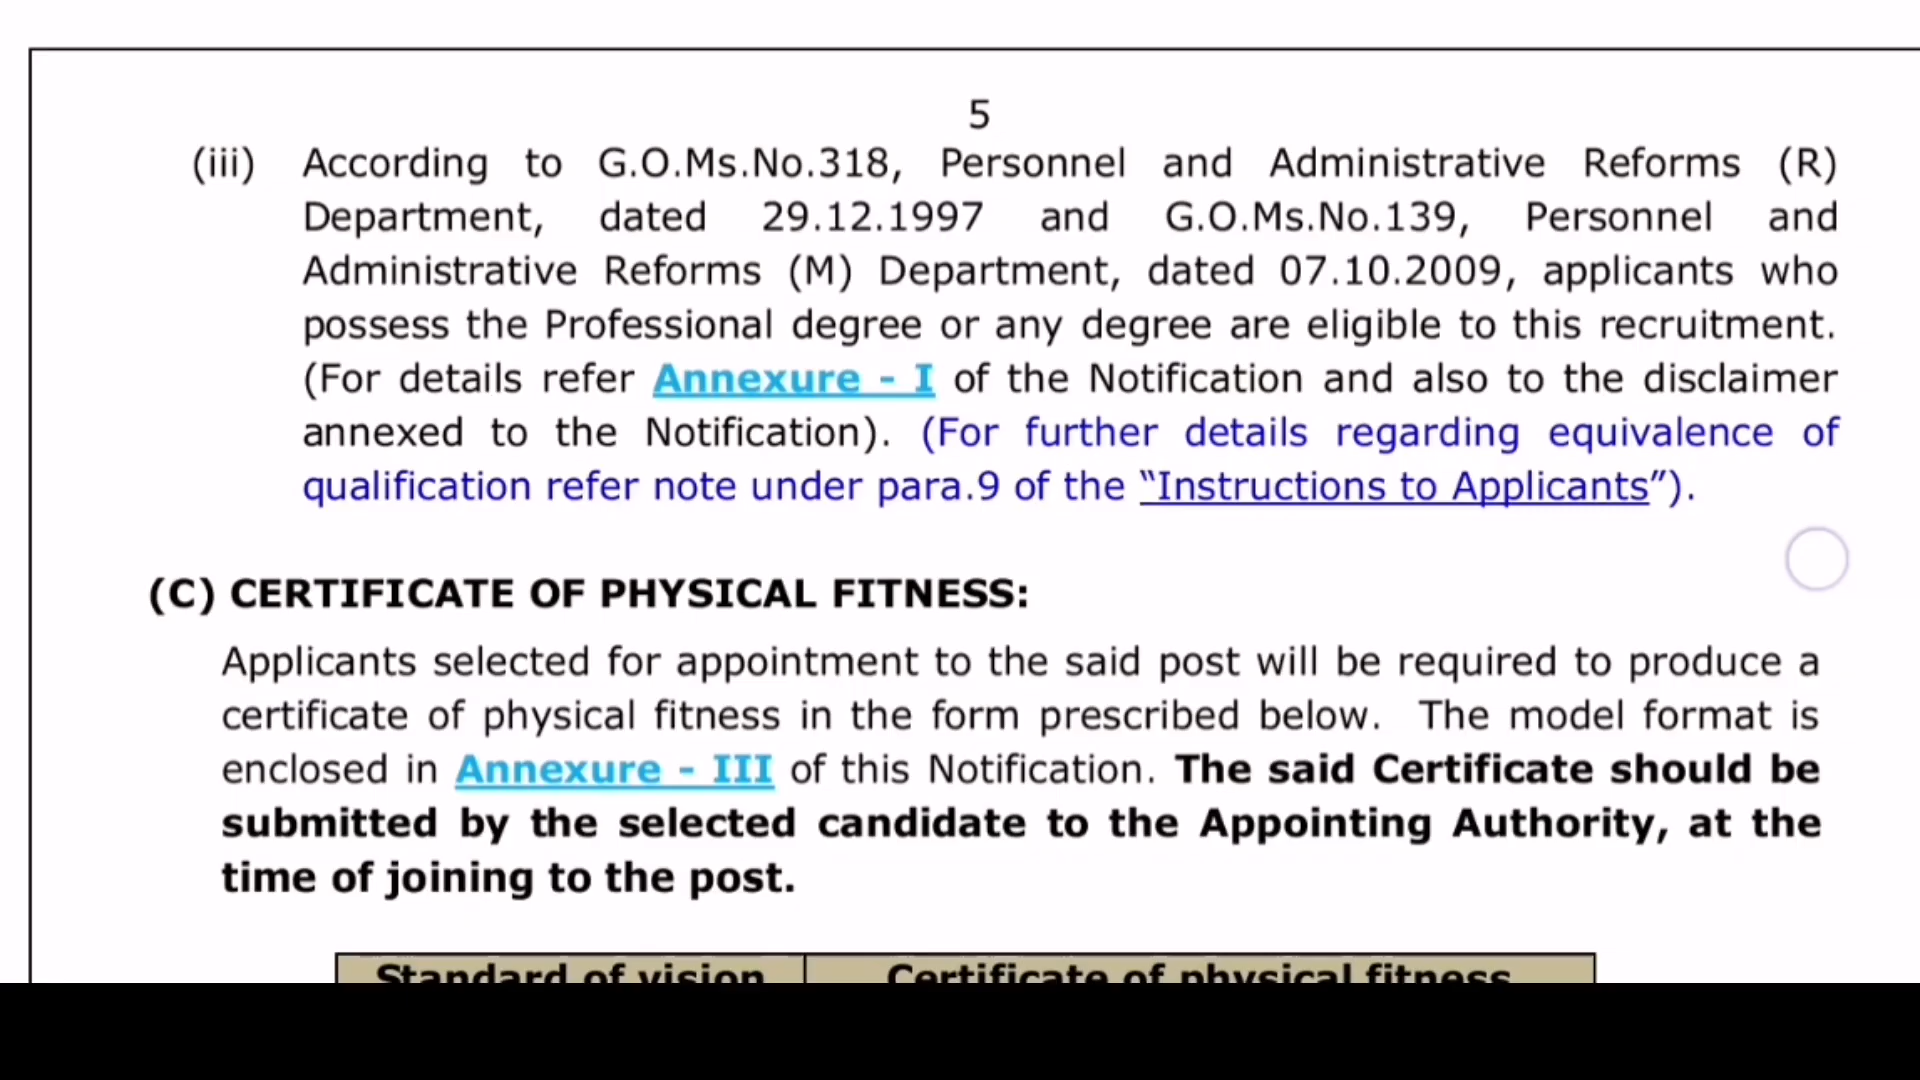 5
(iii) According to G.O.Ms.No.318, Personnel and Administrative Reforms (R)
Department, dated 29.12.1997 and G.O.Ms.No.139, Personnel and
Administrative Reforms (M) Department, dated 07.10.2009, applicants who
possess the Professional degree or any degree are eligible to this recruitment.
(For details refer Annexure - I of the Notification and also to the disclaimer
annexed to the Notification). (For further details regarding equivalence of
qualification refer note under para.9 of the “Instructions to Applicants”).
(C) CERTIFICATE OF PHYSICAL FITNESS:
Applicants selected for appointment to the said post will be required to produce a
certificate of physical fitness in the form prescribed below. The model format is
enclosed in Annexure - III of this Notification. The said Certificate should be
submitted by the selected candidate to the Appointing Authority, at the
time of joining to the post.
Standard of vision Certificate of physical fitness